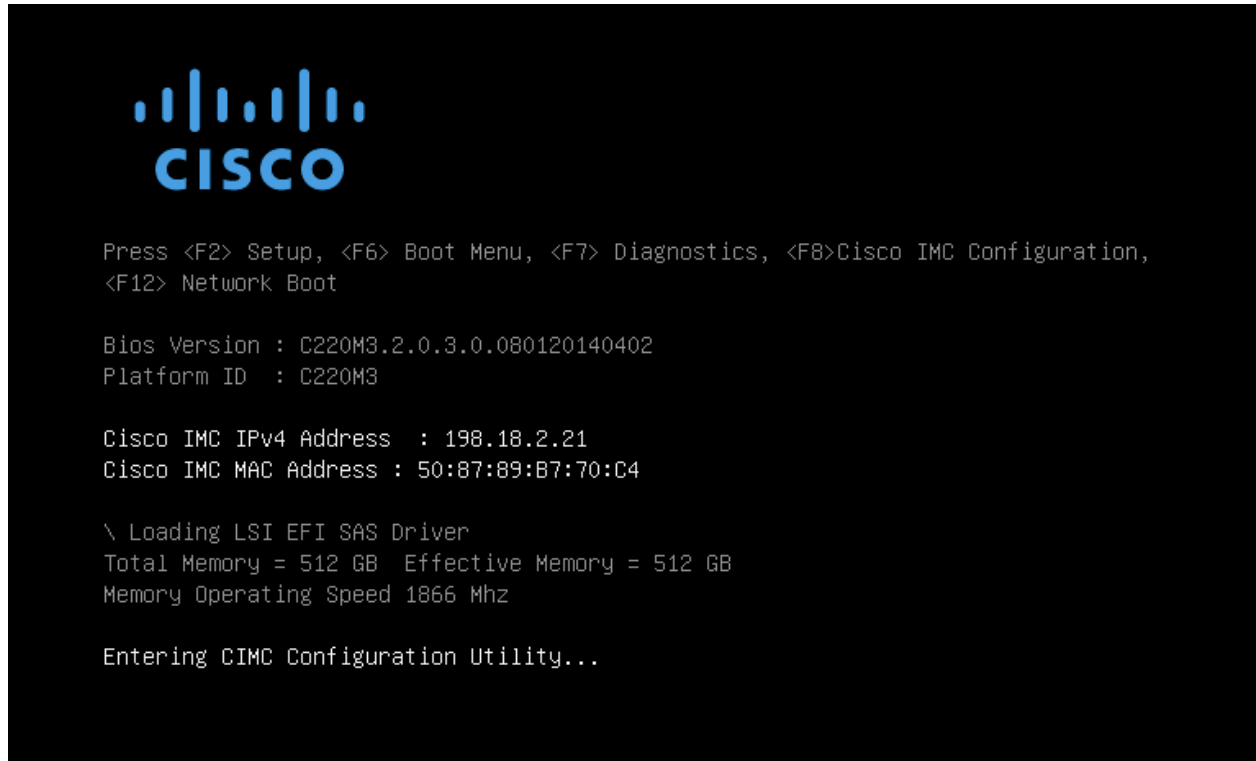 CISCO
Press <F2> Setup, <F6> Boot Menu, <F7> Diagnostics, <F8>Cisco IMC Configuration,
<F12> Network Boot
Bios Version : C220M3.2.0.3.0.080120140402
Platform ID  : C220M3
Cisco IMC IPv4 Address  : 198.18.2.21
Cisco IMC MAC Address : 50:87:89:B7:70:C4
\ Loading LSI EFI SAS Driver
Total Memory = 512 GB  Effective Memory = 512 GB
Memory Operating Speed 1866 Mhz
Entering CIMC Configuration Utility...